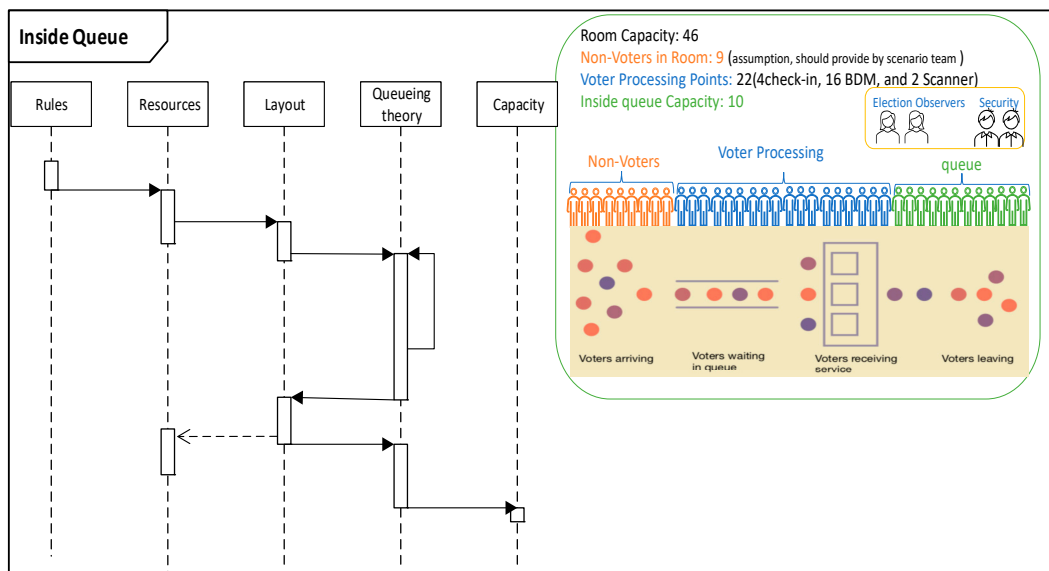 Inside Queue
Rules
Resources
Layout
Queueing
theory
Capacity
Room Capacity: 46
Non-Voters in Room: 9 (assumption, should provide by scenario team )
Voter Processing Points: 22(4check-in, 16 BDM, and 2 Scanner)
Inside queue Capacity: 10
Election Observers
Security
Non-Voters
Voter Processing
queue
Voters arriving
Voters waiting
in queue
Voters receiving
service
Voters leaving